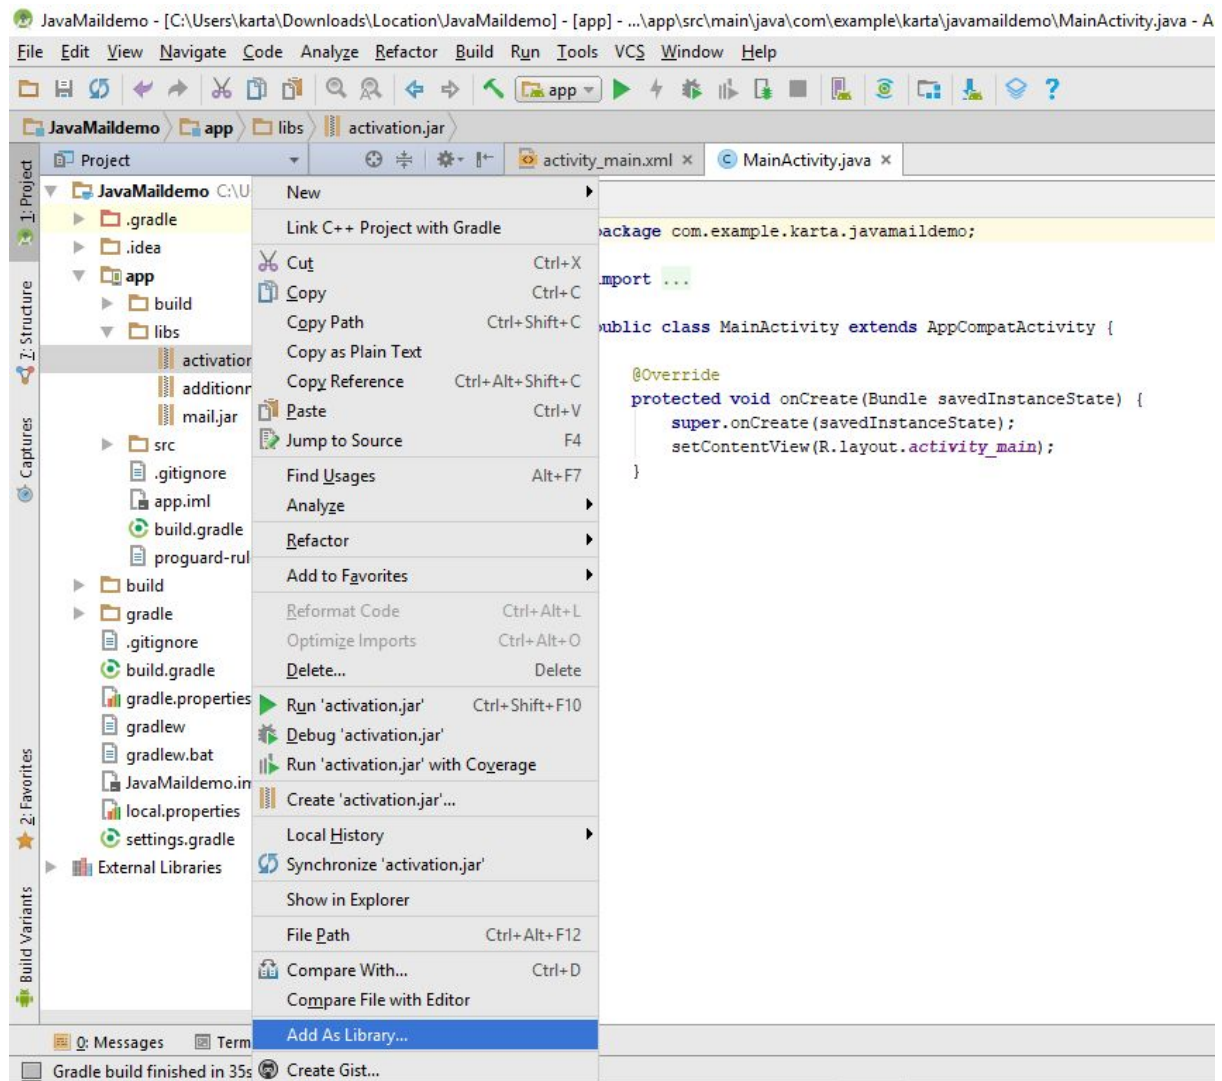 JavaMaildemo - [C:\Users\karta\Downloads\Location\JavaMaildemo] - [app] - ...\app\src\main\java\com\example\karta\javamaildemo\MainActivity.java - A
File Edit View Navigate Code Analyze Refactor Build Run Tools VCS Window Help
app
JavaMaildemo app libs activation.jar
Project activity_main.xml MainActivity.java
1: Project
7: Structure
Captures
2: Favorites
Build Variants
JavaMaildemo C:\U
.gradle
.idea
app
build
libs
activation
additionn
mail.jar
src
.gitignore
app.iml
build.gradle
proguard-rul
build
gradle
.gitignore
build.gradle
gradle.properties
gradlew
gradlew.bat
JavaMaildemo.im
local.properties
settings.gradle
External Libraries
New
Link C++ Project with Gradle
Cut Ctrl+X
Copy Ctrl+C
Copy Path Ctrl+Shift+C
Copy as Plain Text
Copy Reference Ctrl+Alt+Shift+C
Paste Ctrl+V
Jump to Source F4
Find Usages Alt+F7
Analyze
Refactor
Add to Favorites
Reformat Code Ctrl+Alt+L
Optimize Imports Ctrl+Alt+O
Delete... Delete
Run 'activation.jar' Ctrl+Shift+F10
Debug 'activation.jar'
Run 'activation.jar' with Coverage
Create 'activation.jar'...
Local History
Synchronize 'activation.jar'
Show in Explorer
File Path Ctrl+Alt+F12
Compare With... Ctrl+D
Compare File with Editor
Add As Library...
Create Gist...
ackage com.example.karta.javamaildemo;
mport ...
ublic class MainActivity extends AppCompatActivity {
@Override
protected void onCreate(Bundle savedInstanceState) {
super.onCreate(savedInstanceState);
setContentView(R.layout.activity_main);
}
0: Messages Term
Gradle build finished in 35s